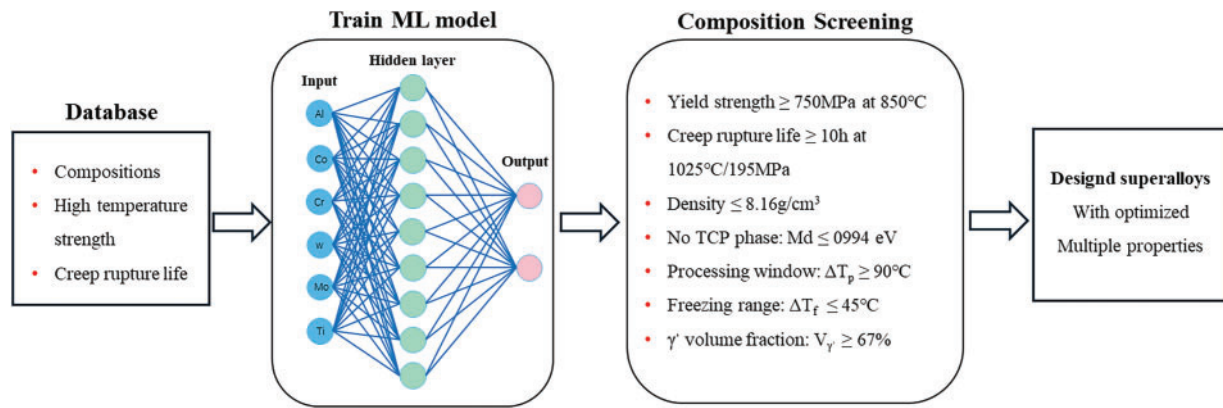 Database
• Compositions
• High temperature
strength
• Creep rupture life
Train ML model
Hidden layer
Input
Al
Co
Cr
w
Mo
Ti
Output
Composition Screening
• Yield strength ≥ 750MPa at 850℃
• Creep rupture life ≥ 10h at
1025℃/195MPa
• Density ≤ 8.16g/cm³
• No TCP phase: Md ≤ 0994 eV
• Processing window: ΔTp ≥ 90℃
• Freezing range: ΔTf ≤ 45℃
• γ' volume fraction: Vγ' ≥ 67%
Designd superalloys
With optimized
Multiple properties